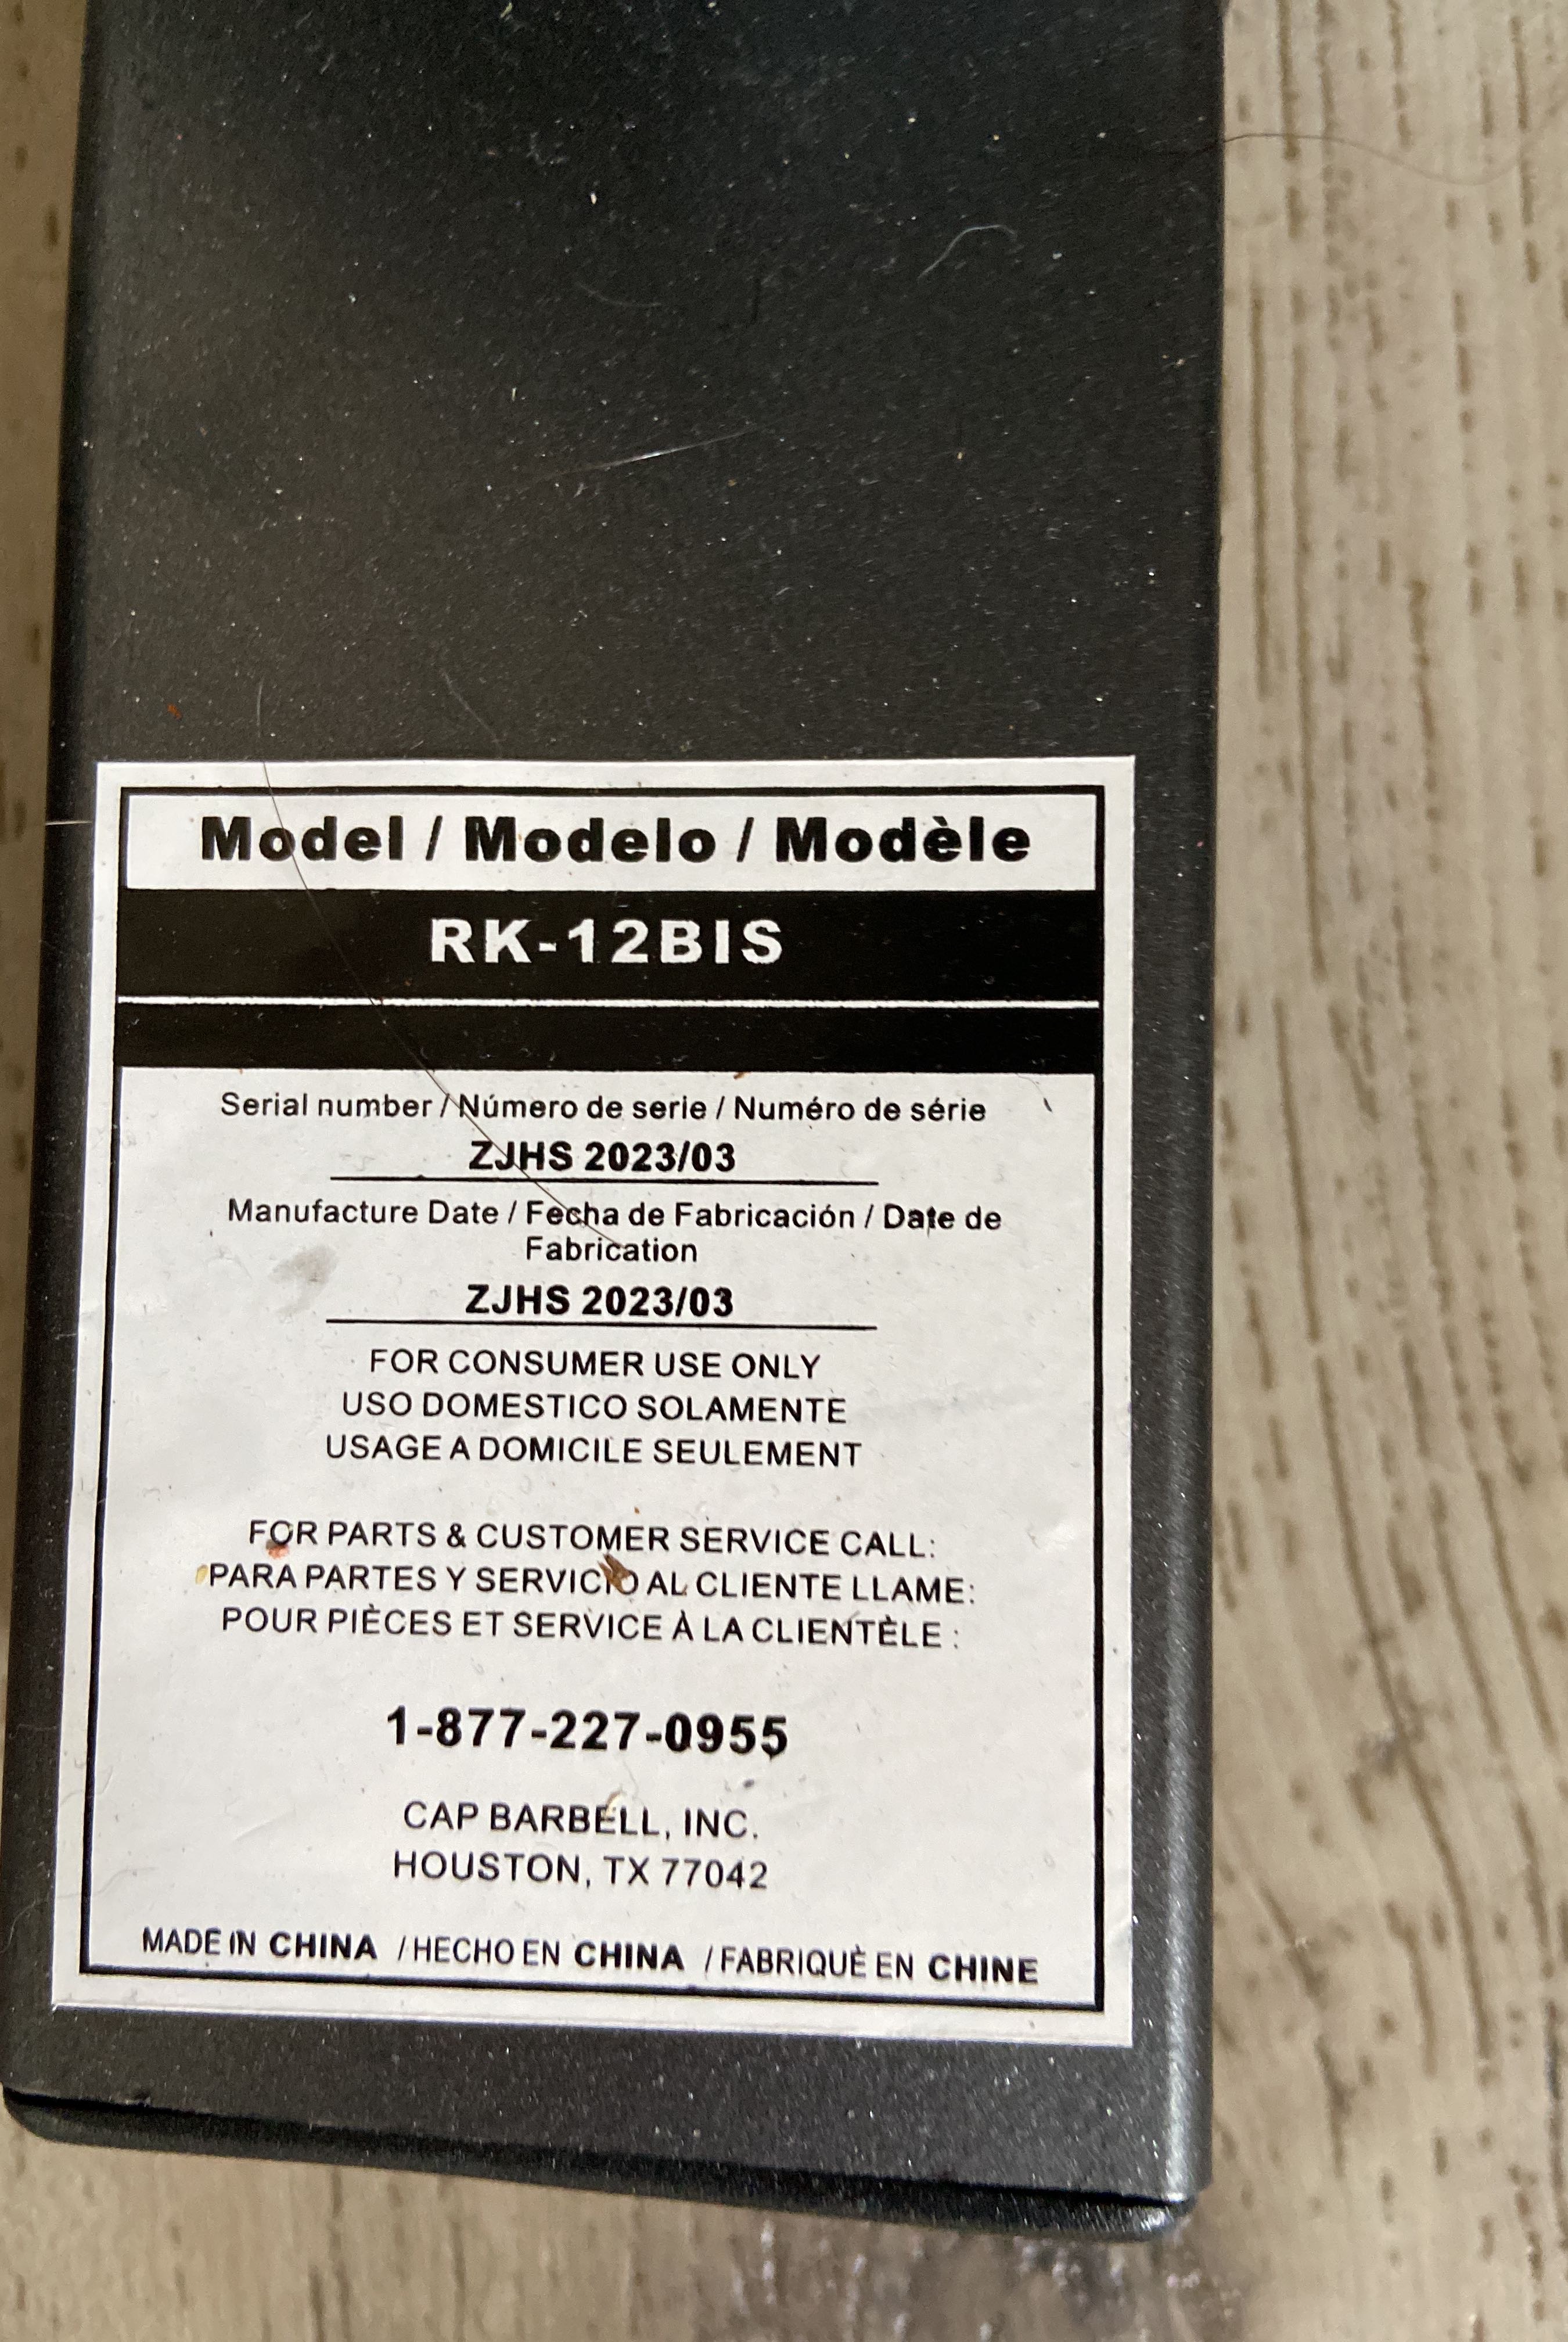 Model / Modelo / Modèle
RK-12BIS
Serial number / Número de serie / Numéro de série
ZJHS 2023/03
Manufacture Date / Fecha de Fabricación / Date de
Fabrication
ZJHS 2023/03
FOR CONSUMER USE ONLY
USO DOMESTICO SOLAMENTE
USAGE A DOMICILE SEULEMENT
FOR PARTS & CUSTOMER SERVICE CALL:
PARA PARTES Y SERVICIO AL CLIENTE LLAME:
POUR PIÈCES ET SERVICE À LA CLIENTÈLE :
1-877-227-0955
CAP BARBELL, INC.
HOUSTON, TX 77042
MADE IN CHINA / HECHO EN CHINA / FABRIQUÈ EN CHINE